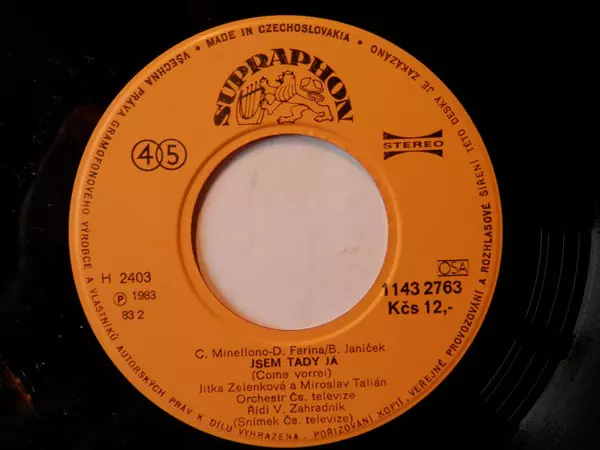 • MADE IN CZECHOSLOVAKIA •
VŠECHNA PRÁVA GRAMOFONOVÉHO VÝROBCE A VLASTNÍKŮ AUTORSKÝCH PRÁV K DÍLU VYHRAZENA. POŘIZOVÁNÍ KOPIÍ, VEŘEJNÉ PROVOZOVÁNÍ A ROZHLASOVÉ ŠÍŘENÍ TÉTO DESKY JE ZAKÁZÁNO
SUPRAPHON
45
STEREO
H 2403
Ⓟ 1983
83 2
OSA
1143 2763
Kčs 12,-
C. Minellono-D. Farina/B. Janíček
JSEM TADY JÁ
(Come vorrei)
Jitka Zelenková a Miroslav Talián
Orchestr Čs. televize
Řídí V. Zahradník
(Snímek Čs. televize)